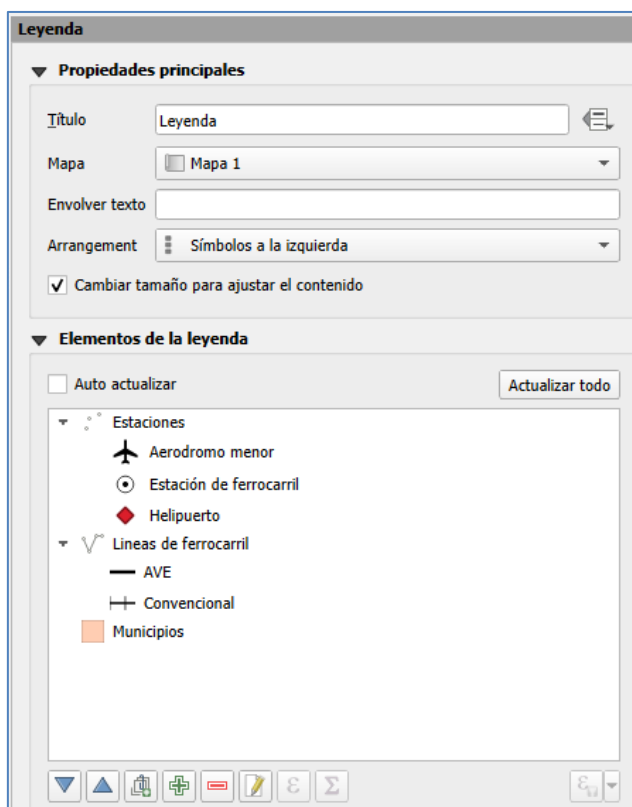 Leyenda
Propiedades principales
Título Leyenda
Mapa Mapa 1
Envolver texto
Arrangement Símbolos a la izquierda
Cambiar tamaño para ajustar el contenido
Elementos de la leyenda
Auto actualizar Actualizar todo
Estaciones
Aerodromo menor
Estación de ferrocarril
Helipuerto
Lineas de ferrocarril
AVE
Convencional
Municipios
ε Σ ε